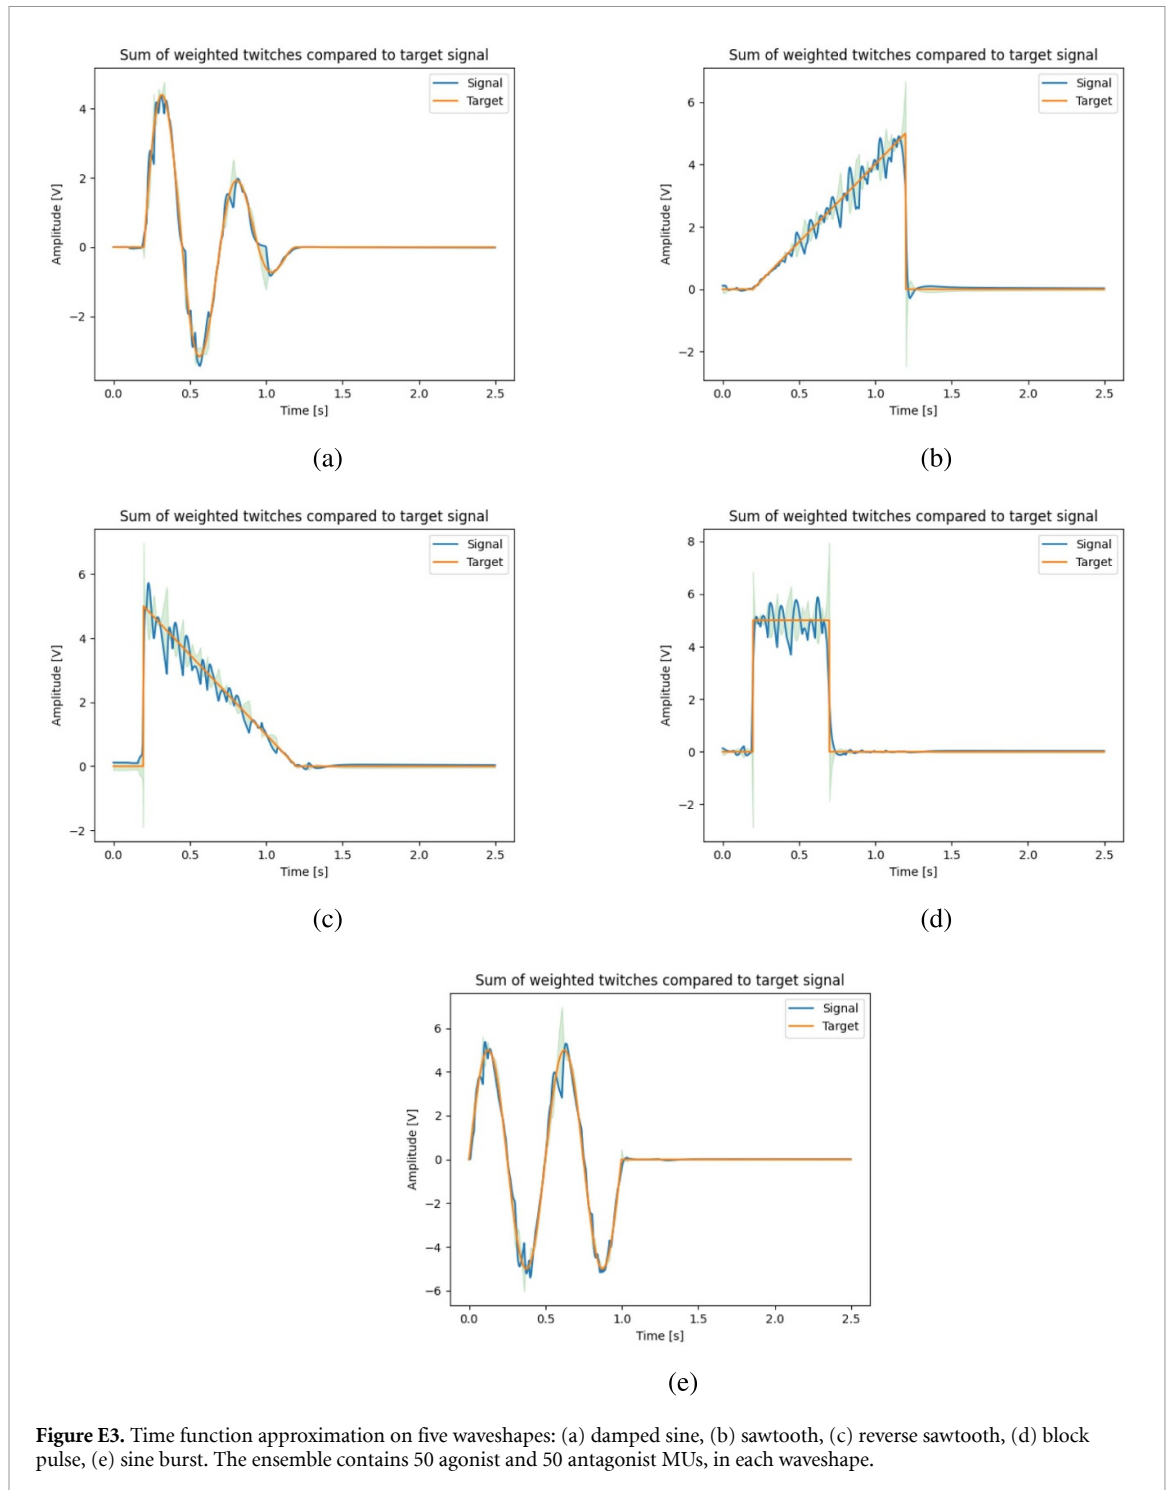 Sum of weighted twitches compared to target signal
Signal
Target
Amplitude [V]
4
2
0
−2
0.0 0.5 1.0 1.5 2.0 2.5
Time [s]
(a)
Sum of weighted twitches compared to target signal
Signal
Target
Amplitude [V]
6
4
2
0
−2
0.0 0.5 1.0 1.5 2.0 2.5
Time [s]
(b)
Sum of weighted twitches compared to target signal
Signal
Target
Amplitude [V]
6
4
2
0
−2
0.0 0.5 1.0 1.5 2.0 2.5
Time [s]
(c)
Sum of weighted twitches compared to target signal
Signal
Target
Amplitude [V]
8
6
4
2
0
−2
0.0 0.5 1.0 1.5 2.0 2.5
Time [s]
(d)
Sum of weighted twitches compared to target signal
Signal
Target
Amplitude [V]
6
4
2
0
−2
−4
−6
0.0 0.5 1.0 1.5 2.0 2.5
Time [s]
(e)
Figure E3. Time function approximation on five waveshapes: (a) damped sine, (b) sawtooth, (c) reverse sawtooth, (d) block
pulse, (e) sine burst. The ensemble contains 50 agonist and 50 antagonist MUs, in each waveshape.